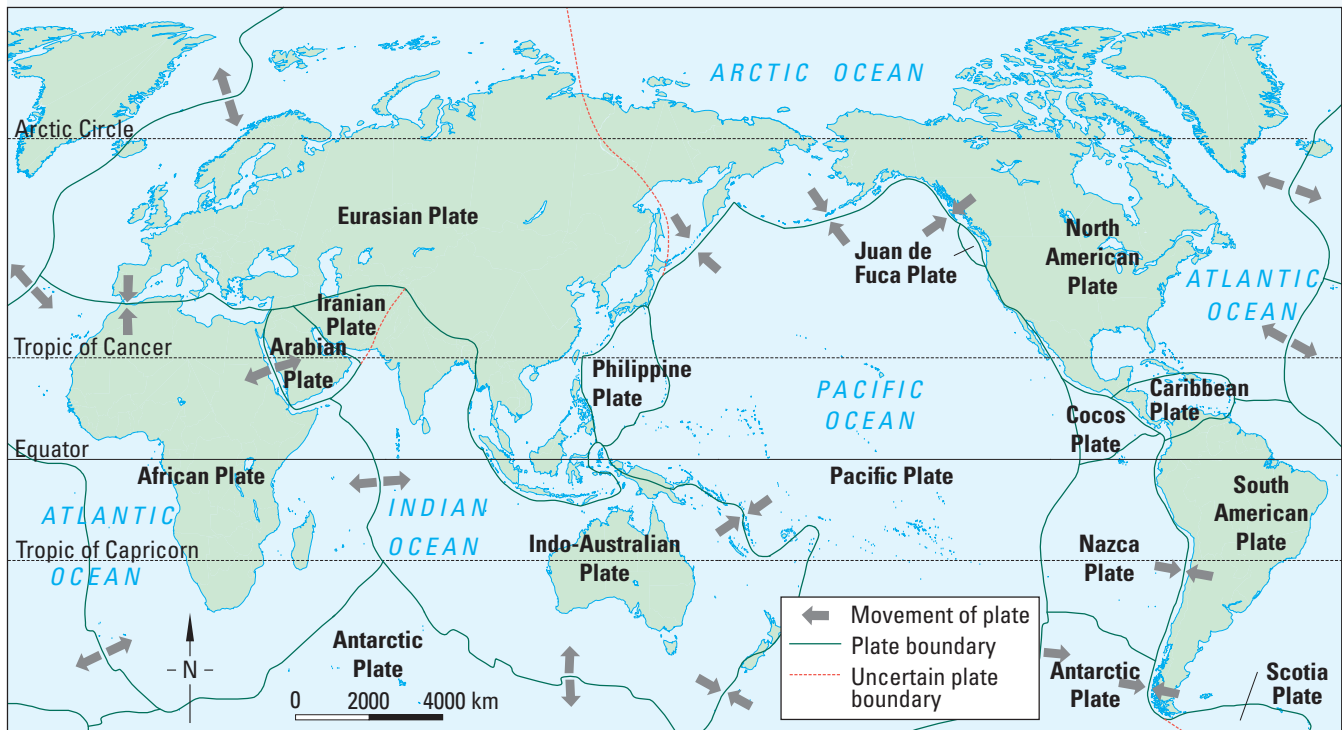 ARCTIC OCEAN
Arctic Circle
Eurasian Plate
North
American
Plate
Juan de
Fuca Plate
ATLANTIC
OCEAN
Iranian
Plate
Tropic of Cancer
Arabian
Plate
Philippine
Plate
PACIFIC
OCEAN
Caribbean
Plate
Cocos
Plate
Equator
African Plate
Pacific Plate
ATLANTIC
OCEAN
INDIAN
OCEAN
South
American
Plate
Tropic of Capricorn
Indo-Australian
Plate
Nazca
Plate
Movement of plate
Plate boundary
Uncertain plate
boundary
Antarctic
Plate
N
0 2000 4000 km
Antarctic
Plate
Scotia
Plate